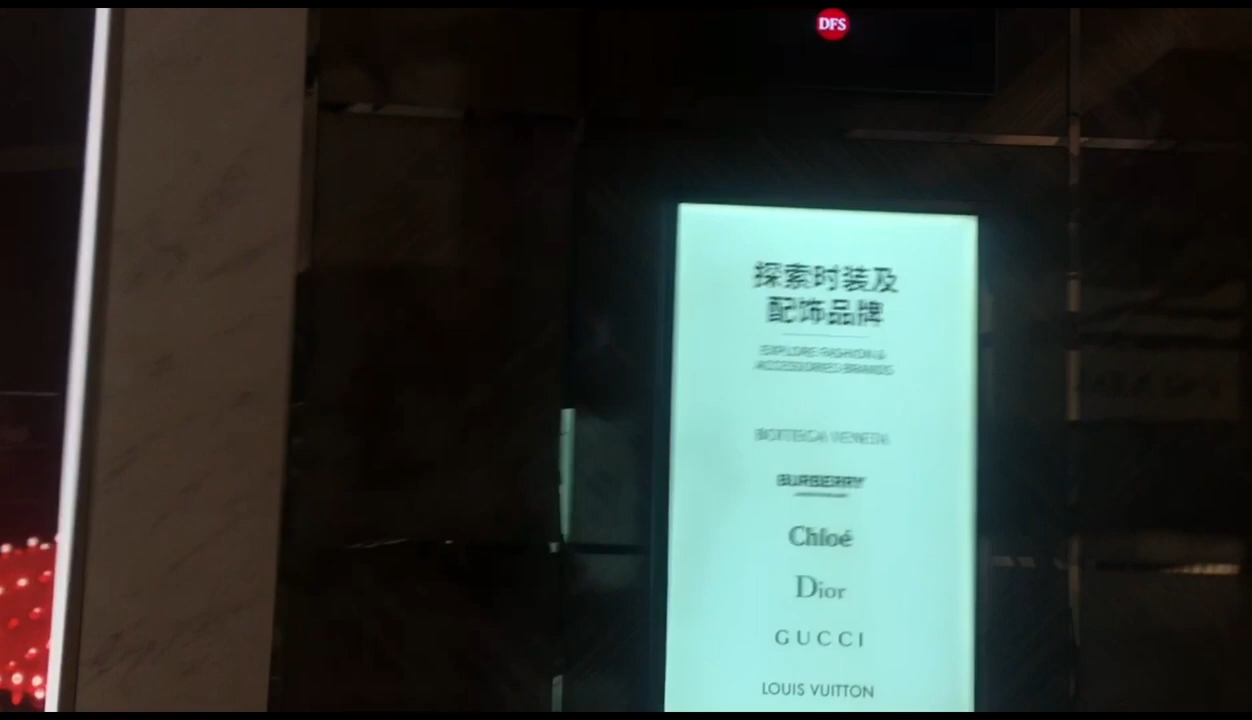 DFS
探索时装及
配饰品牌
EXPLORE FASHION &
ACCESSORIES BRANDS
BOTTEGA VENETA
BURBERRY
Chloé
Dior
GUCCI
LOUIS VUITTON